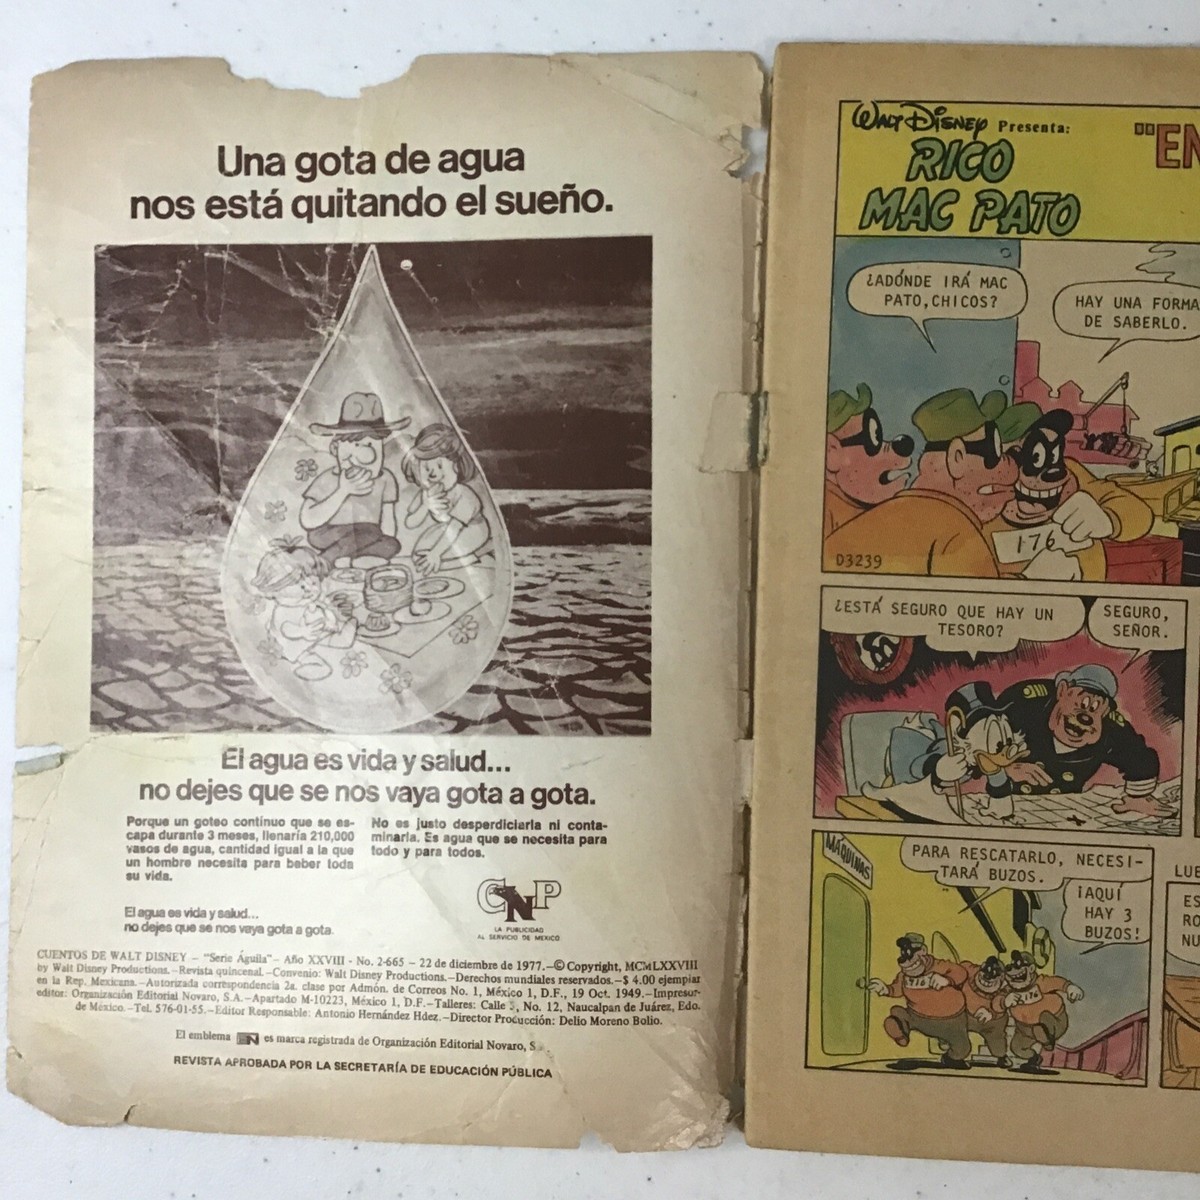 Una gota de agua
nos está quitando el sueño.
El agua es vida y salud...
no dejes que se nos vaya gota a gota.
Porque un goteo continuo que se es-
capa durante 3 meses, llenaría 210,000
vasos de agua, cantidad igual a la que
un hombre necesita para beber toda
su vida.
No es justo desperdiciarla ni conta-
minarla. Es agua que se necesita para
todo y para todos.
El agua es vida y salud...
no dejes que se nos vaya gota a gota.
CNP
LA PUBLICIDAD
AL SERVICIO DE MEXICO
CUENTOS DE WALT DISNEY – "Serie Águila" – Año XXVIII - No. 2-665 – 22 de diciembre de 1977.–© Copyright, MCMLXXVIII
by Walt Disney Productions.–Revista quincenal.–Convenio: Walt Disney Productions.–Derechos mundiales reservados.–$ 4.00 ejemplar
en la Rep. Mexicana.–Autorizada correspondencia 2a. clase por Admón. de Correos No. 1, México 1, D.F., 19 Oct. 1949.–Impresor-
editor: Organización Editorial Novaro, S.A.–Apartado M-10223, México 1, D.F.–Talleres: Calle 5, No. 12, Naucalpan de Juárez, Edo.
de México.–Tel. 576-01-55.–Editor Responsable: Antonio Hernández Hdez.–Director Producción: Delio Moreno Bolio.
El emblema EN es marca registrada de Organización Editorial Novaro, S
REVISTA APROBADA POR LA SECRETARÍA DE EDUCACIÓN PÚBLICA
WALT DISNEY Presenta:
RICO
MAC PATO
"EN
¿ADÓNDE IRÁ MAC
PATO, CHICOS?
HAY UNA FORMA
DE SABERLO.
176
D3239
¿ESTÁ SEGURO QUE HAY UN
TESORO?
SEGURO,
SEÑOR.
MAQUINAS
PARA RESCATARLO, NECESI-
TARÁ BUZOS.
¡AQUÍ
HAY 3
BUZOS!
716
176
LUE
ES
RO
NU